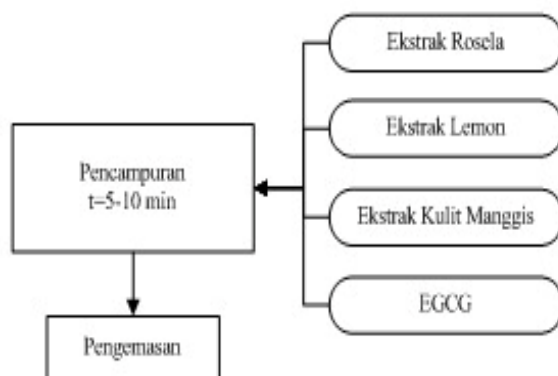 Ekstrak Rosela
Ekstrak Lemon
Pencampuran
t=5-10 min
Ekstrak Kulit Manggis
EGCG
Pengemasan